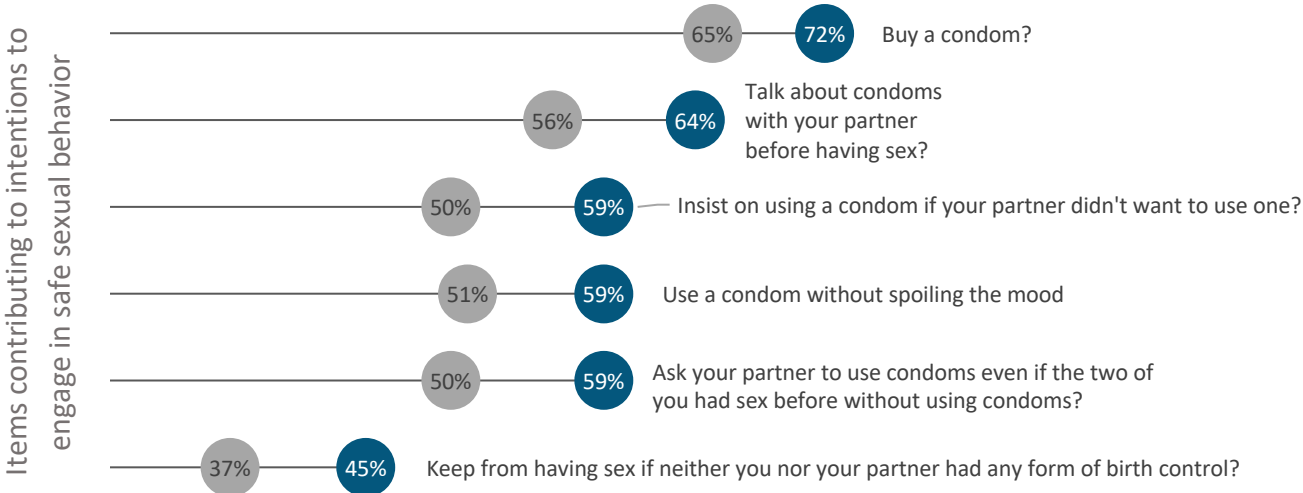 Items contributing to intentions to
engage in safe sexual behavior
65% 72% Buy a condom?
56% 64% Talk about condoms
with your partner
before having sex?
50% 59% Insist on using a condom if your partner didn't want to use one?
51% 59% Use a condom without spoiling the mood
50% 59% Ask your partner to use condoms even if the two of
you had sex before without using condoms?
37% 45% Keep from having sex if neither you nor your partner had any form of birth control?